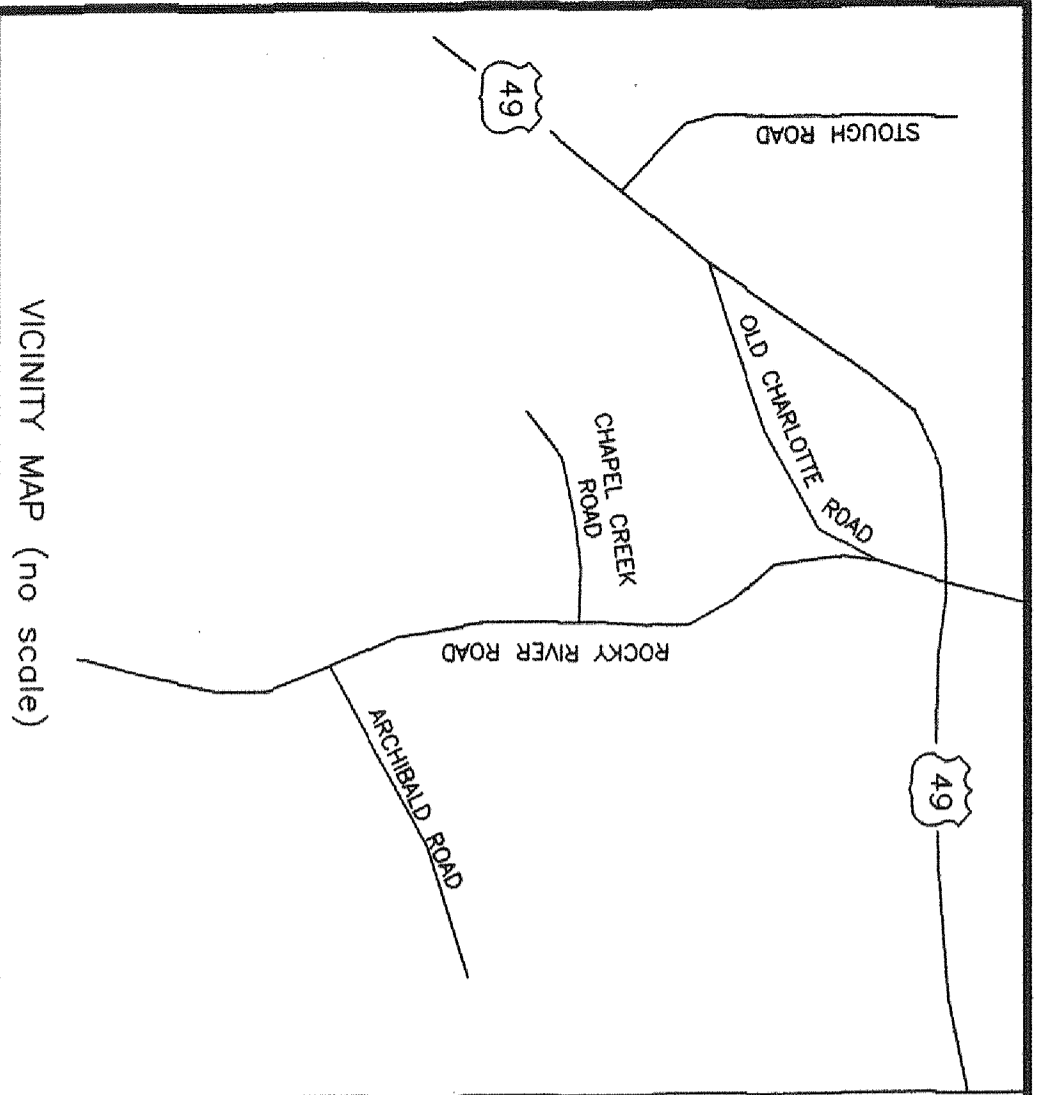 49
STOUGH ROAD
OLD CHARLOTTE ROAD
CHAPEL CREEK
ROAD
ROCKY RIVER ROAD
ARCHIBALD ROAD
49
VICINITY MAP (no scale)